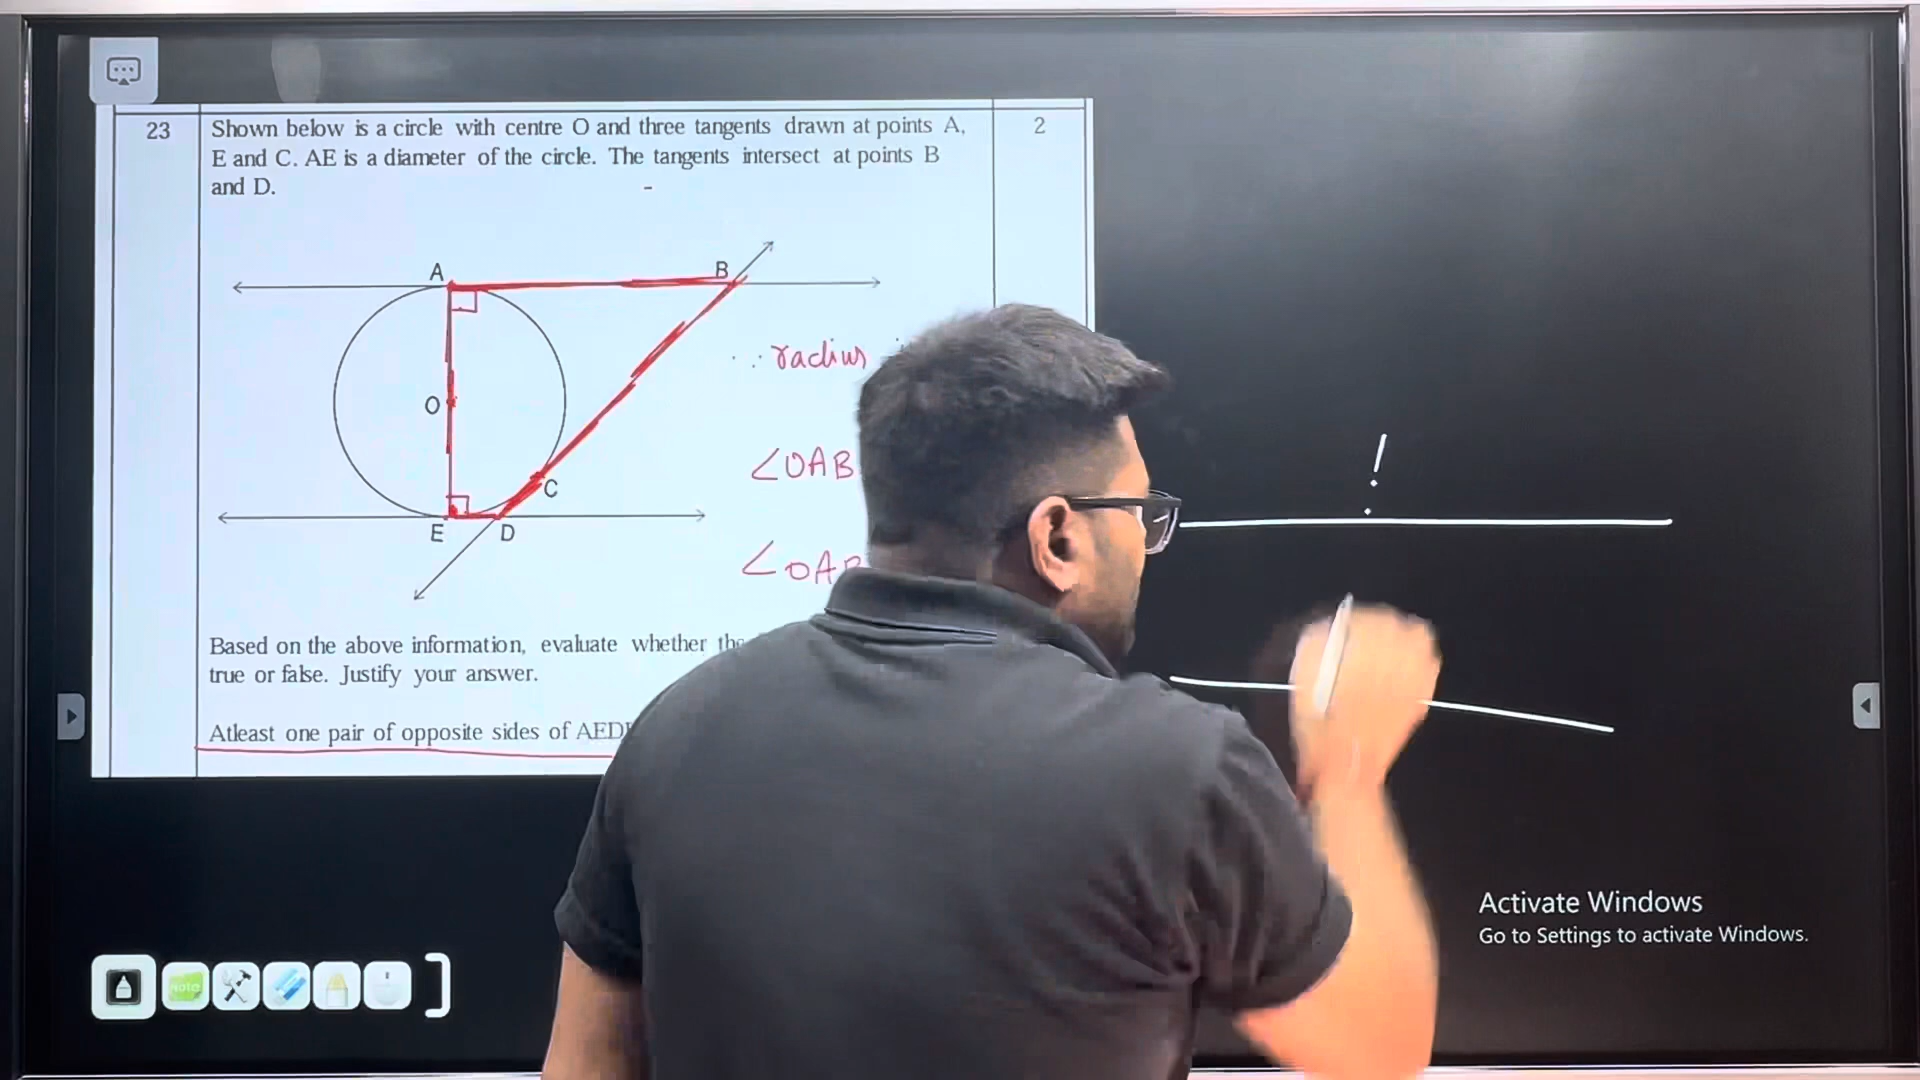 23
Shown below is a circle with centre O and three tangents drawn at points A,
2
E and C. AE is a diameter of the circle. The tangents intersect at points B
and D.
A
B
radius
O
∠OAB
C
E
D
Based on the above information, evaluate whether
true or false. Justify your answer.
Atleast one pair of opposite sides of
Activate Windows
Go to Settings to activate Windows.
Note